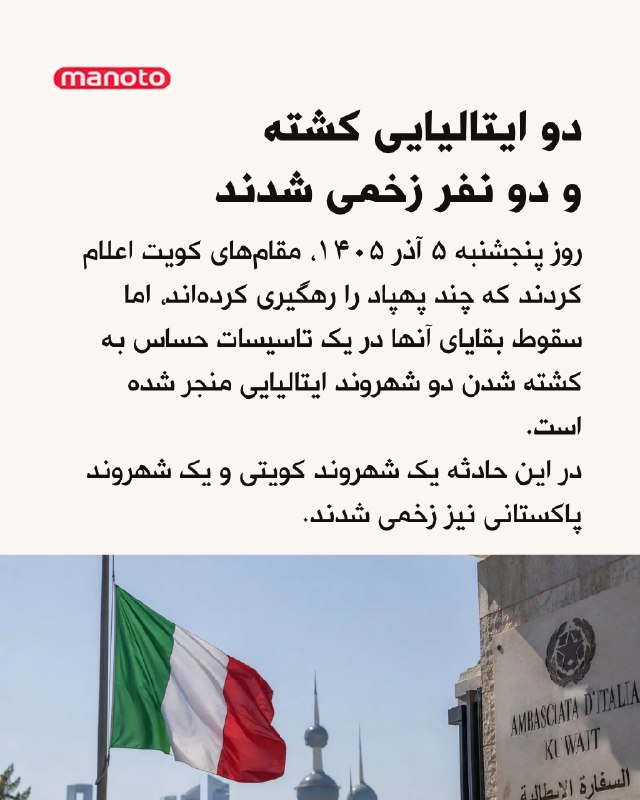 manoto
دو ایتالیایی کشته
و دو نفر زخمی شدند
روز پنجشنبه ۵ آذر ۱۴۰۵، مقام‌های کویت اعلام
کردند که چند پهپاد را رهگیری کرده‌اند، اما
سقوط بقایای آنها در یک تاسیسات حساس به
کشته شدن دو شهروند ایتالیایی منجر شده
است.
در این حادثه یک شهروند کویتی و یک شهروند
پاکستانی نیز زخمی شدند.
AMBASCIATA D'ITALIA
KUWAIT
السفارة الإيطالية